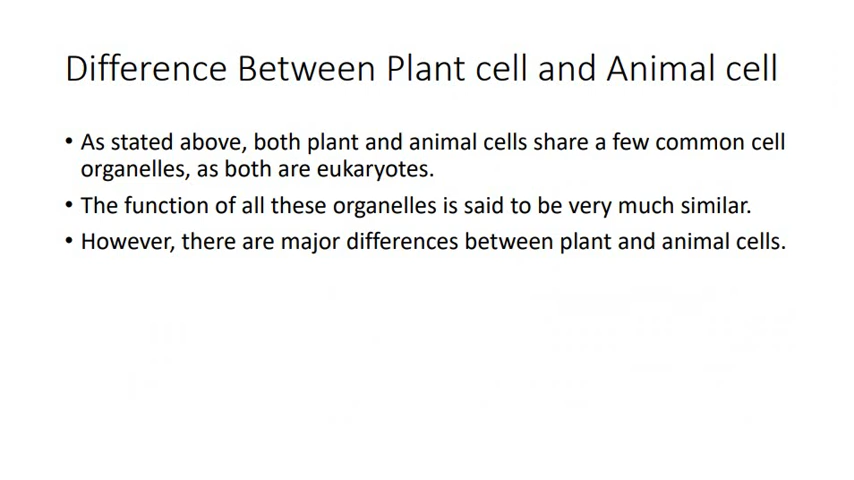 Difference Between Plant cell and Animal cell
• As stated above, both plant and animal cells share a few common cell
organelles, as both are eukaryotes.
• The function of all these organelles is said to be very much similar.
• However, there are major differences between plant and animal cells.